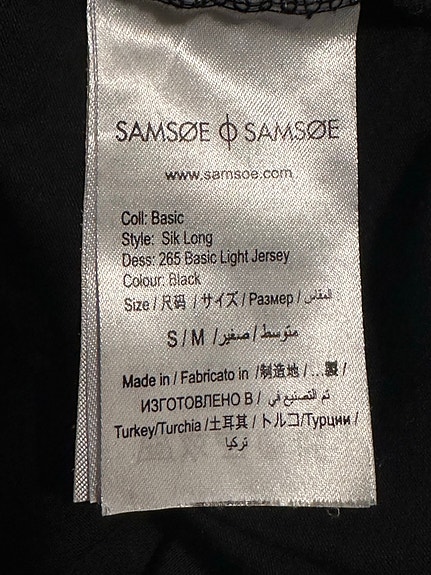 SAMSØE ϕ SAMSØE
www.samsoe.com
Coll: Basic
Style: Sik Long
Dess: 265 Basic Light Jersey
Colour: Black
Size / 尺码 / サイズ / Размер / المقاس
S / M / متوسط / صغير
Made in / Fabricato in /制造地 / ...製 /
ИЗГОТОВЛЕНО В / تم التصنيع في
Turkey/Turchia /土耳其 / トルコ/Турции /
تركيا